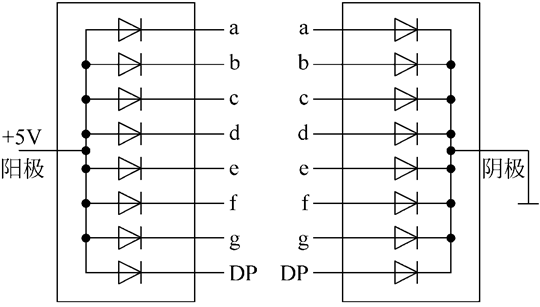 a a
b b
c c
+5V d d
阳极 e e 阴极
f f
g g
DP DP